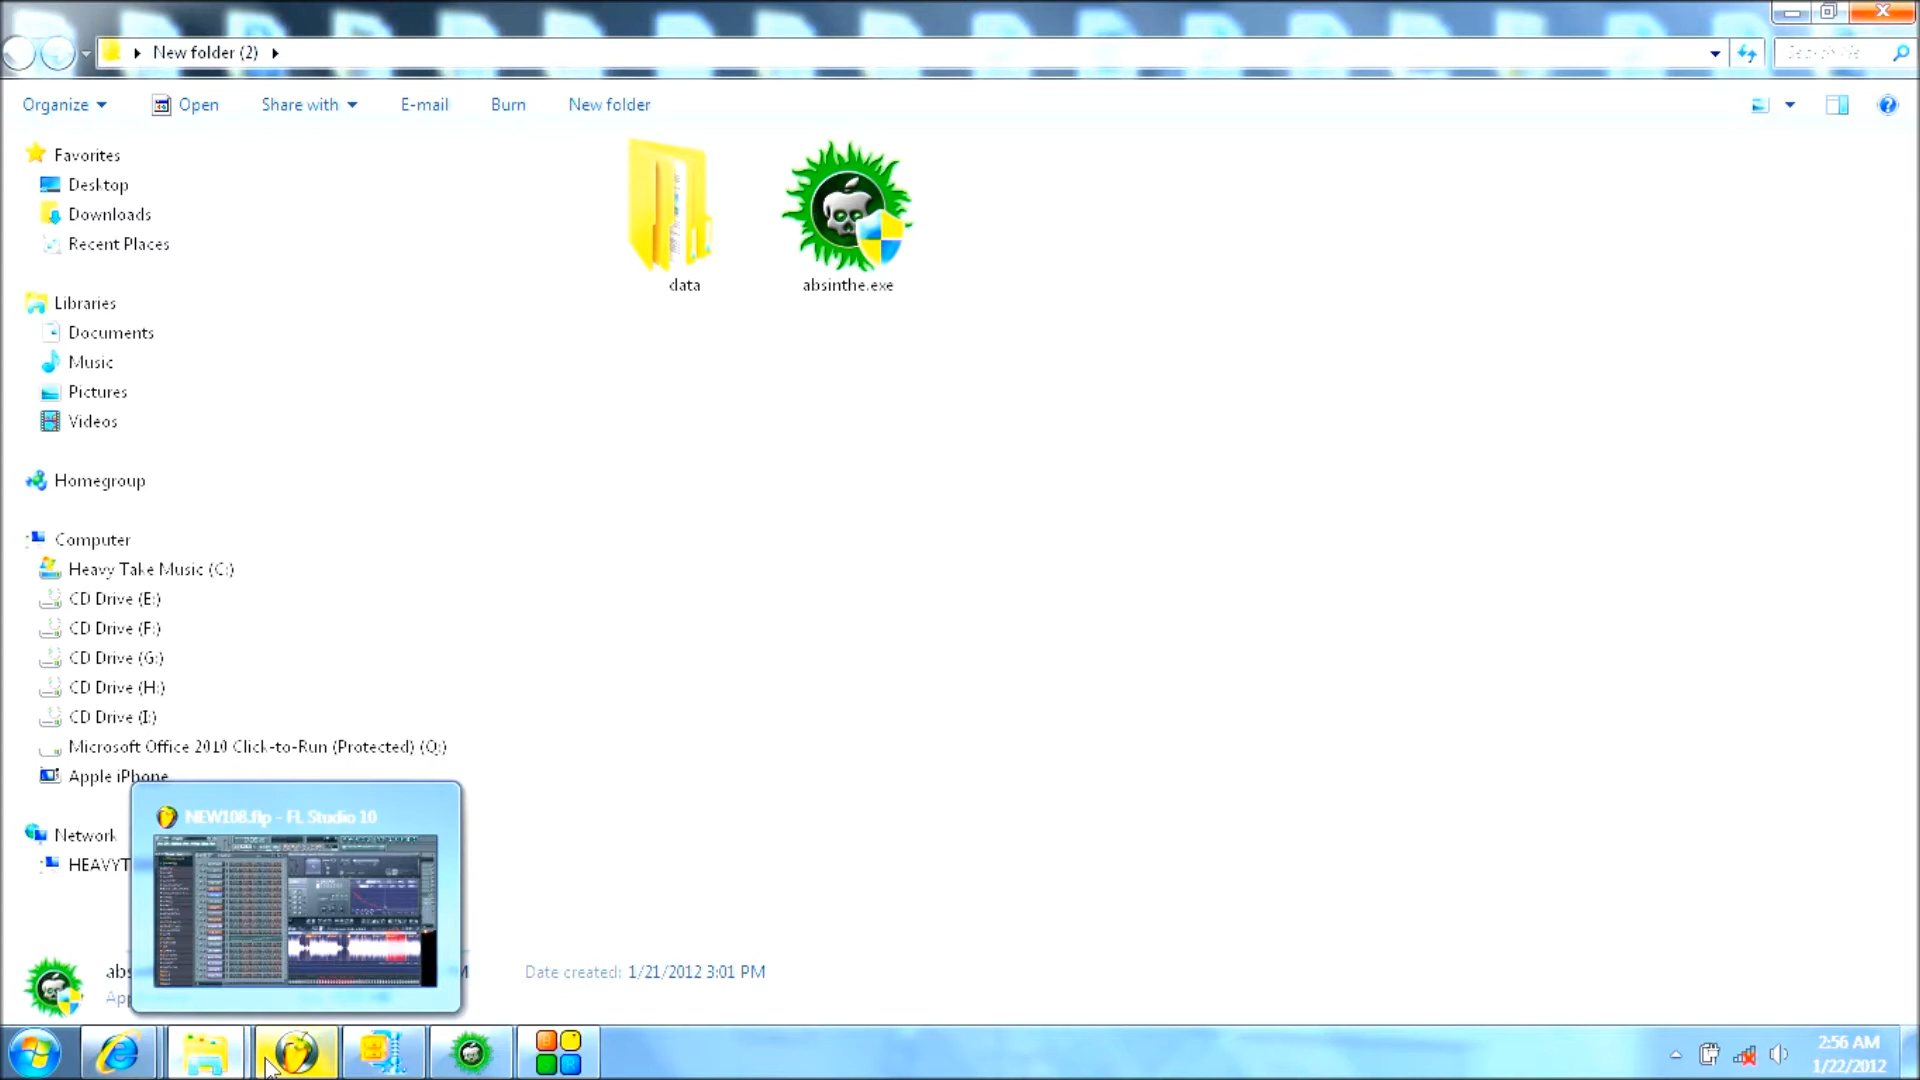 New folder (2)
Organize
Open
Share with
E-mail
Burn
New folder
Favorites
Desktop
Downloads
Recent Places
Libraries
Documents
Music
Pictures
Videos
Homegroup
Computer
Heavy Take Music (C:)
CD Drive (E:)
CD Drive (F:)
CD Drive (G:)
CD Drive (H:)
CD Drive (I:)
Microsoft Office 2010 Click-to-Run (Protected) (Q:)
Apple iPhone
Network
HEAVYT
data
absinthe.exe
NEW108.flp - FL Studio 10
abs
App
M
Date created: 1/21/2012 3:01 PM
2:56 AM
1/22/2012